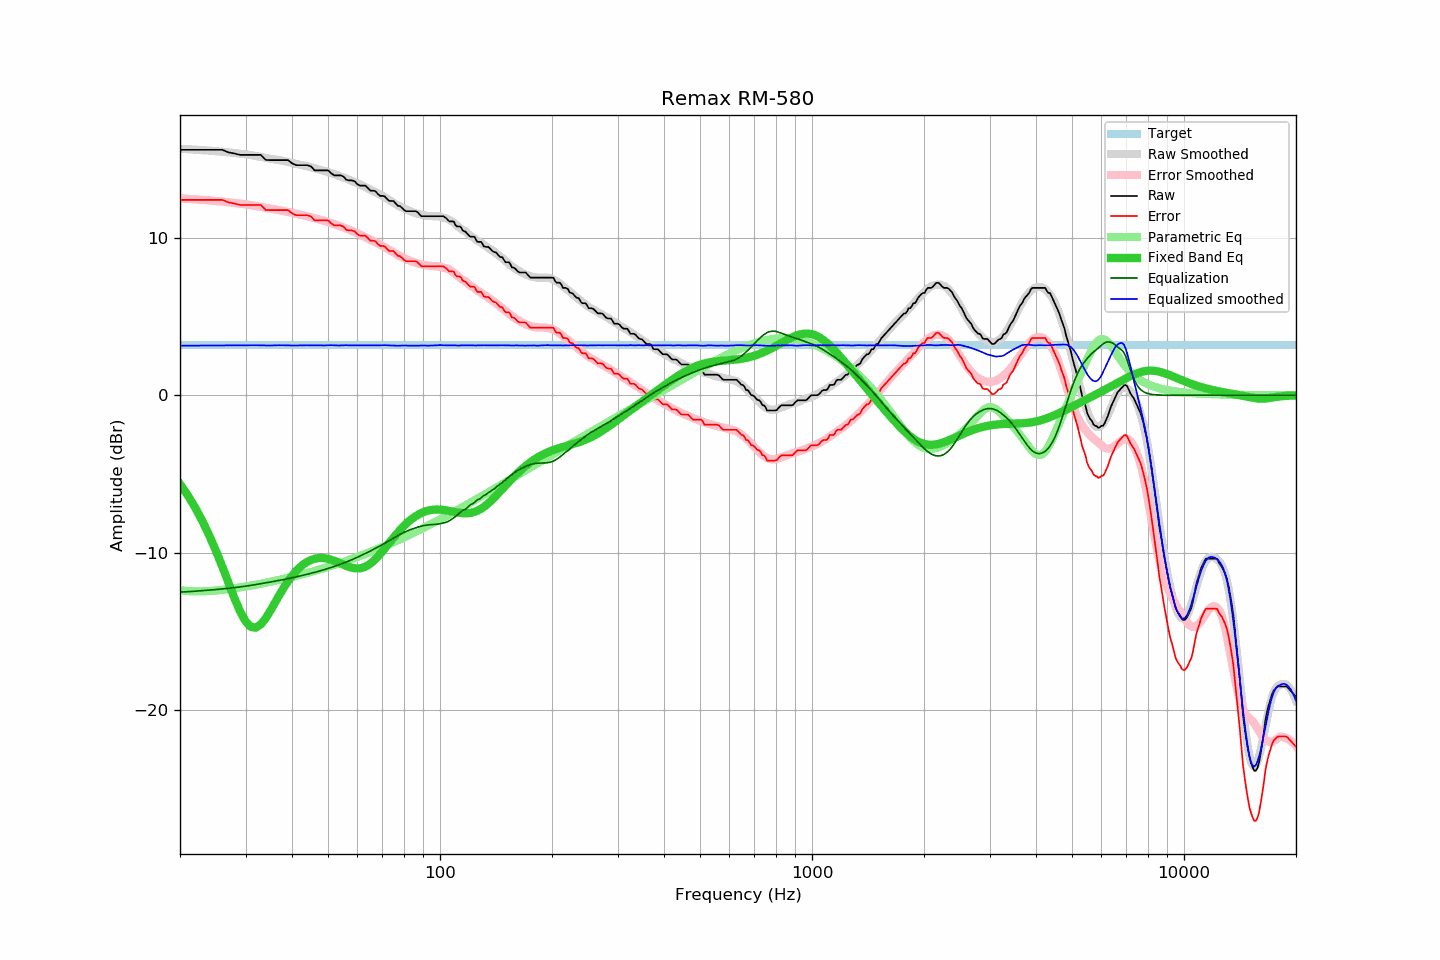 Remax RM-580
Target
Raw Smoothed
Error Smoothed
Raw
Error
Parametric Eq
Fixed Band Eq
Equalization
Equalized smoothed
Amplitude (dBr)
10
0
−10
−20
100
1000
10000
Frequency (Hz)